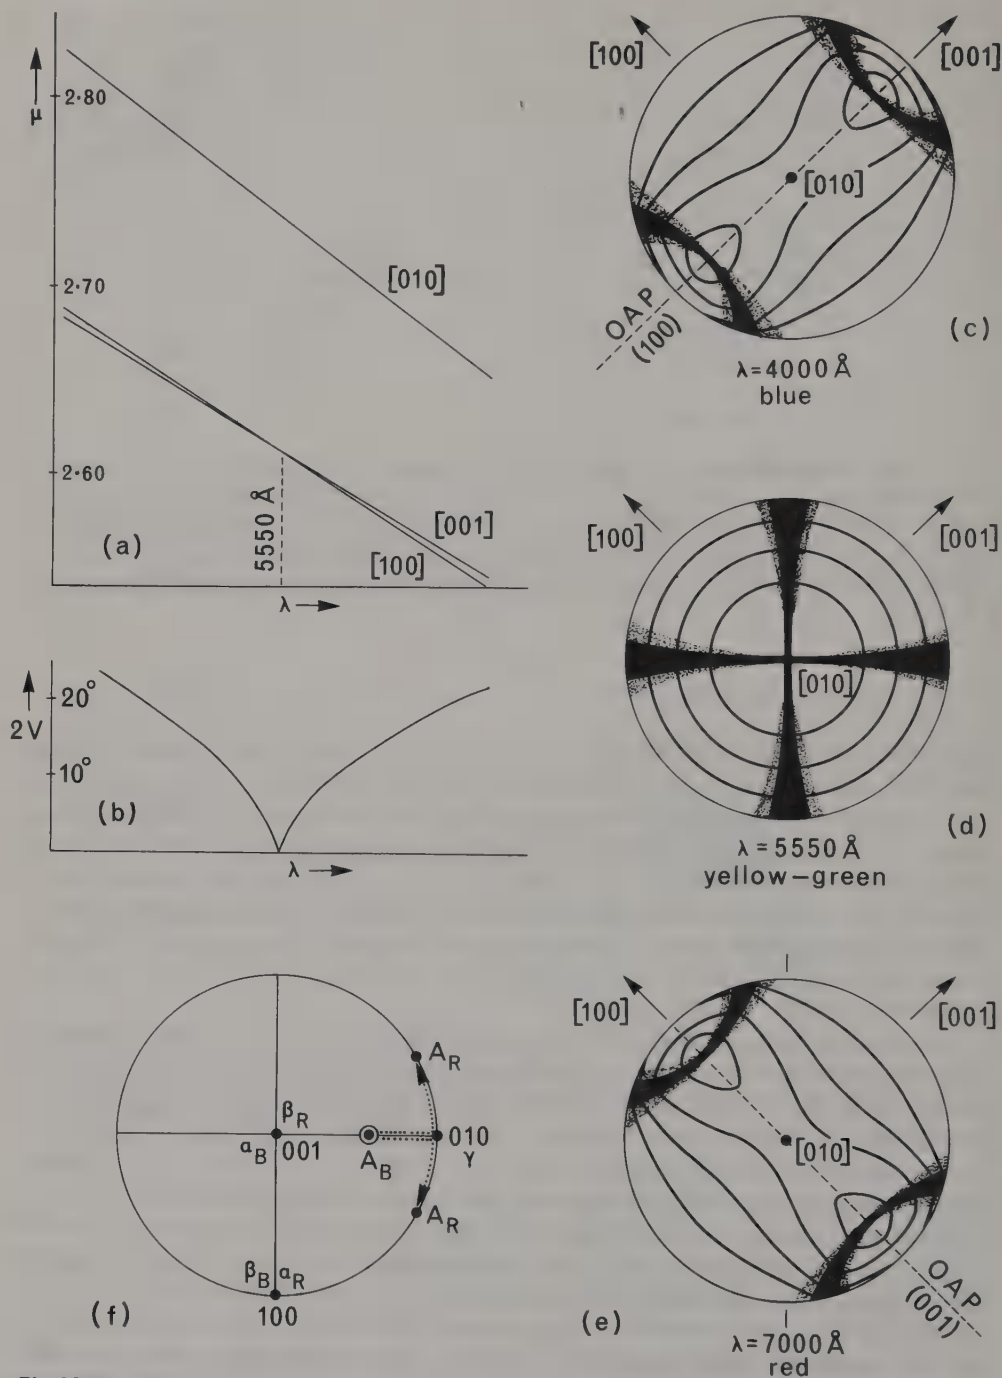 μ
2·80
2·70
2·60
[010]
[001]
[100]
5550 Å
(a)
λ
2V
20°
10°
(b)
λ
[100]
[001]
[010]
OAP
(100)
(c)
λ=4000 Å
blue
[100]
[001]
[010]
(d)
λ = 5550 Å
yellow–green
A_R
β_R
α_B 001
A_B
010
γ
A_R
β_B α_R
100
(f)
[100]
[001]
[010]
OAP
(001)
(e)
λ=7000 Å
red